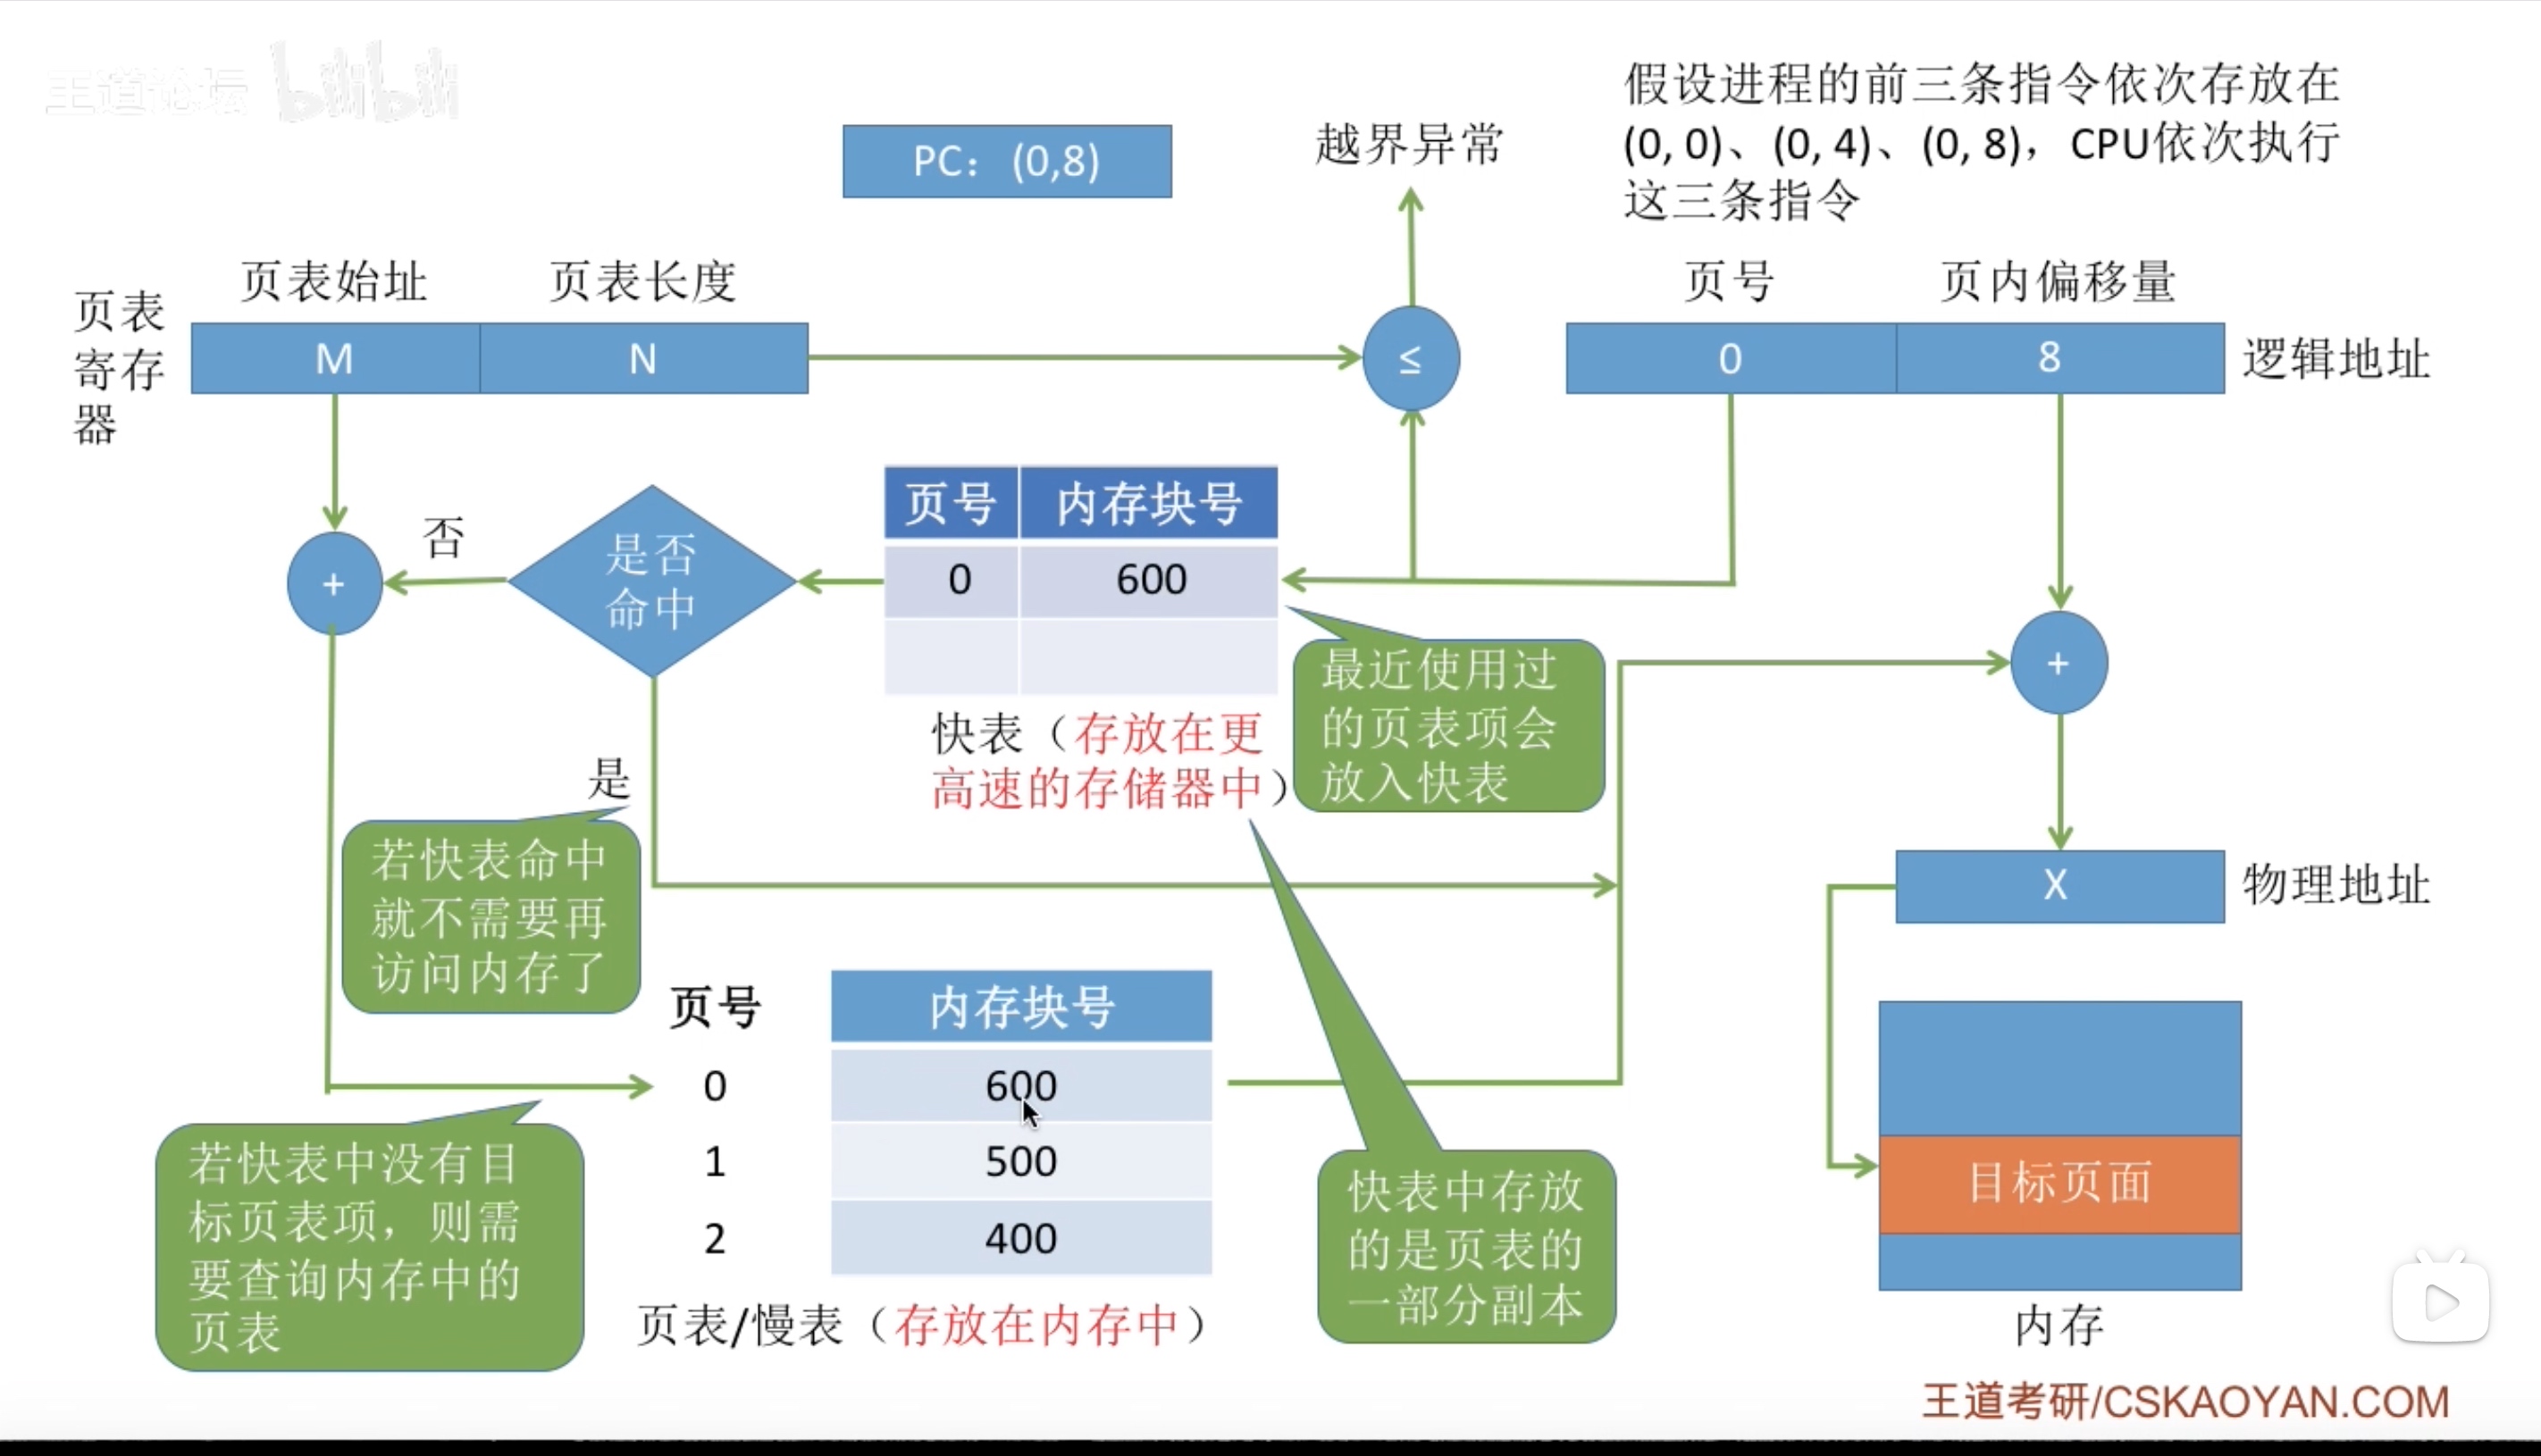 王道论坛 bilibili
假设进程的前三条指令依次存放在
(0, 0)、(0, 4)、(0, 8)，CPU依次执行
这三条指令
PC：(0,8)
越界异常
页表
寄存
器
页表始址
页表长度
M
N
≤
页号
页内偏移量
0
8
逻辑地址
+
否
是否
命中
是
页号
内存块号
0
600
快表（存放在更
高速的存储器中）
最近使用过
的页表项会
放入快表
+
若快表命中
就不需要再
访问内存了
X
物理地址
页号
内存块号
0
600
1
500
2
400
页表/慢表（存放在内存中）
若快表中没有目
标页表项，则需
要查询内存中的
页表
快表中存放
的是页表的
一部分副本
目标页面
内存
王道考研/CSKAOYAN.COM